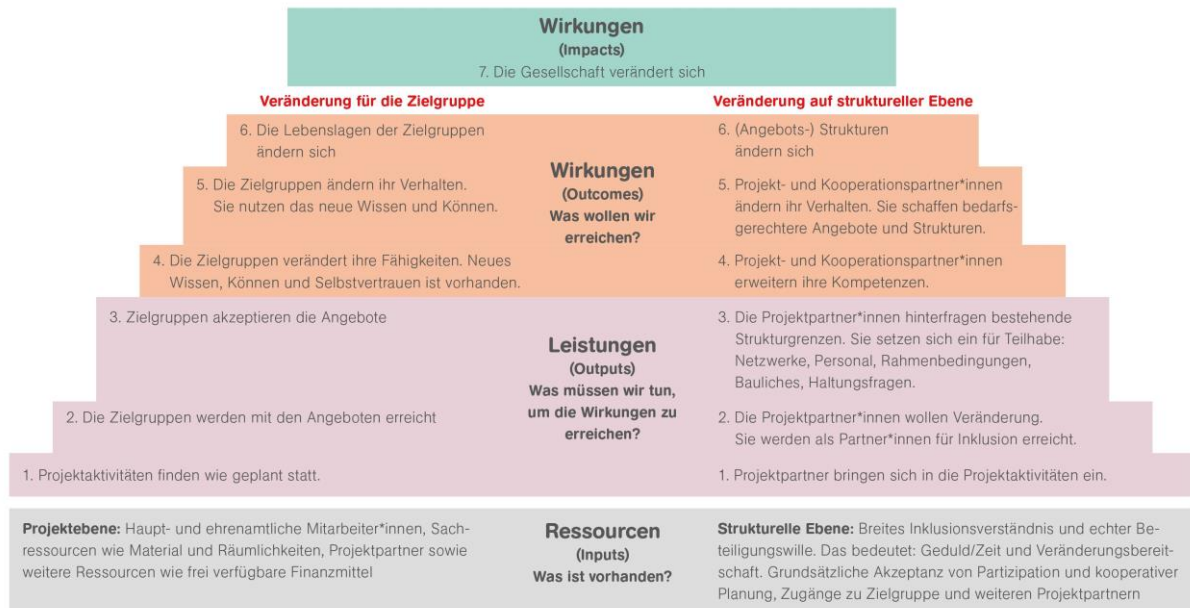 Wirkungen
(Impacts)
7. Die Gesellschaft verändert sich
Veränderung für die Zielgruppe
Veränderung auf struktureller Ebene
6. Die Lebenslagen der Zielgruppen
ändern sich
5. Die Zielgruppen ändern ihr Verhalten.
Sie nutzen das neue Wissen und Können.
4. Die Zielgruppen verändert ihre Fähigkeiten. Neues
Wissen, Können und Selbstvertrauen ist vorhanden.
Wirkungen
(Outcomes)
Was wollen wir
erreichen?
6. (Angebots-) Strukturen
ändern sich
5. Projekt- und Kooperationspartner*innen
ändern ihr Verhalten. Sie schaffen bedarfs-
gerechtere Angebote und Strukturen.
4. Projekt- und Kooperationspartner*innen
erweitern ihre Kompetenzen.
3. Zielgruppen akzeptieren die Angebote
2. Die Zielgruppen werden mit den Angeboten erreicht
1. Projektaktivitäten finden wie geplant statt.
Leistungen
(Outputs)
Was müssen wir tun,
um die Wirkungen zu
erreichen?
3. Die Projektpartner*innen hinterfragen bestehende
Strukturgrenzen. Sie setzen sich ein für Teilhabe:
Netzwerke, Personal, Rahmenbedingungen,
Bauliches, Haltungsfragen.
2. Die Projektpartner*innen wollen Veränderung.
Sie werden als Partner*innen für Inklusion erreicht.
1. Projektpartner bringen sich in die Projektaktivitäten ein.
Projektebene: Haupt- und ehrenamtliche Mitarbeiter*innen, Sach-
ressourcen wie Material und Räumlichkeiten, Projektpartner sowie
weitere Ressourcen wie frei verfügbare Finanzmittel
Ressourcen
(Inputs)
Was ist vorhanden?
Strukturelle Ebene: Breites Inklusionsverständnis und echter Be-
teiligungswille. Das bedeutet: Geduld/Zeit und Veränderungsbereit-
schaft. Grundsätzliche Akzeptanz von Partizipation und kooperativer
Planung, Zugänge zu Zielgruppe und weiteren Projektpartnern